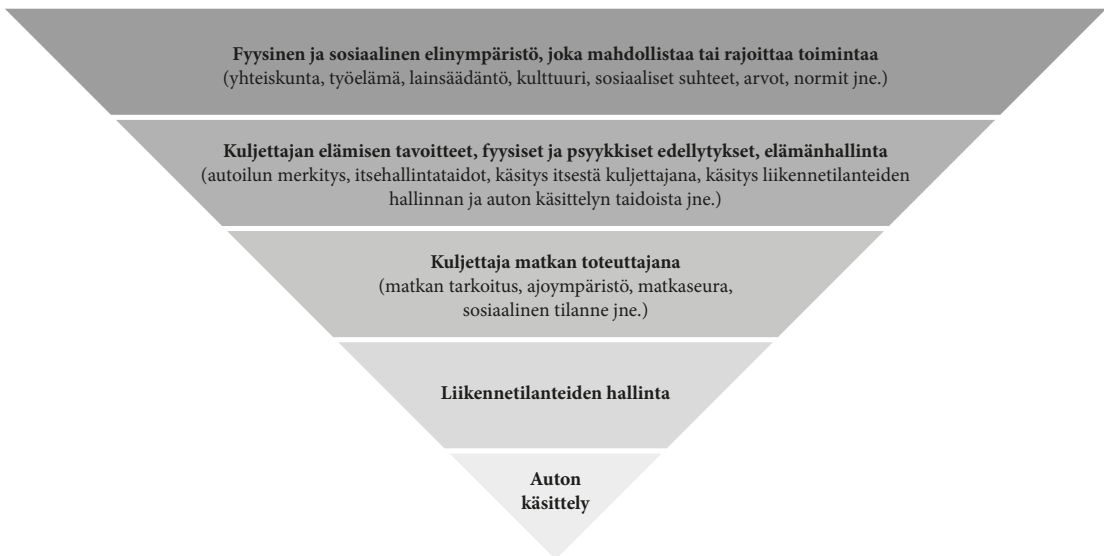 Fyysinen ja sosiaalinen elinympäristö, joka mahdollistaa tai rajoittaa toimintaa
(yhteiskunta, työelämä, lainsäädäntö, kulttuuri, sosiaaliset suhteet, arvot, normit jne.)
Kuljettajan elämisen tavoitteet, fyysiset ja psyykkiset edellytykset, elämänhallinta
(autoilun merkitys, itsehallintataidot, käsitys itsestä kuljettajana, käsitys liikennetilanteiden
hallinnan ja auton käsittelyn taidoista jne.)
Kuljettaja matkan toteuttajana
(matkan tarkoitus, ajoympäristö, matkaseura,
sosiaalinen tilanne jne.)
Liikennetilanteiden hallinta
Auton
käsittely